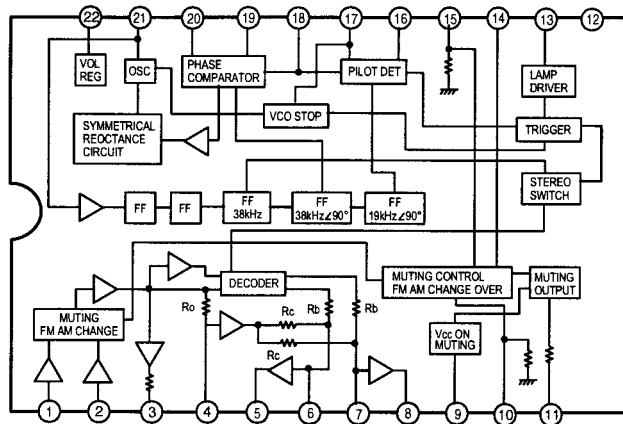 22 21 20 19 18 17 16 15 14 13 12
VOL
REG
OSC
PHASE
COMPARATOR
PILOT DET
LAMP
DRIVER
SYMMETRICAL
REOCTANCE
CIRCUIT
VCO STOP
TRIGGER
STEREO
SWITCH
FF
FF
FF
38kHz
FF
38kHz∠90°
FF
19kHz∠90°
DECODER
MUTING CONTROL
FM AM CHANGE OVER
MUTING
OUTPUT
Ro
Rc
Rb
Rb
MUTING
FM AM CHANGE
Rc
Vcc ON
MUTING
1 2 3 4 5 6 7 8 9 10 11